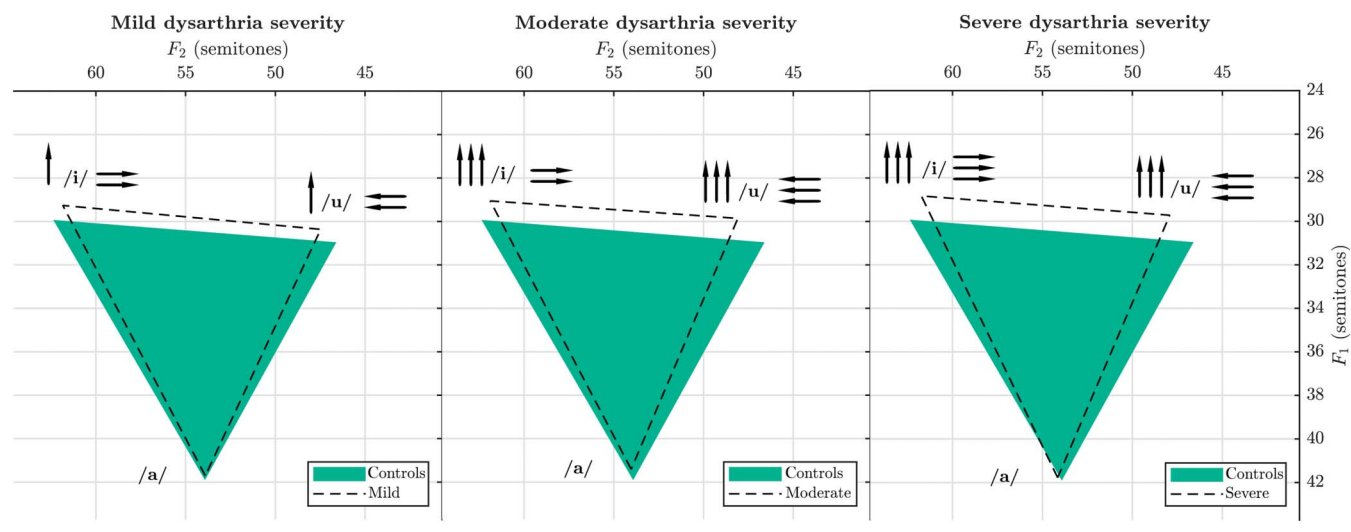 Mild dysarthria severity
F2 (semitones)
60 55 50 45
/i/
/u/
/a/
Controls
Mild
Moderate dysarthria severity
F2 (semitones)
60 55 50 45
/i/
/u/
/a/
Controls
Moderate
Severe dysarthria severity
F2 (semitones)
60 55 50 45
/i/
/u/
/a/
Controls
Severe
24
26
28
30
32
34
36
38
40
42
F1 (semitones)